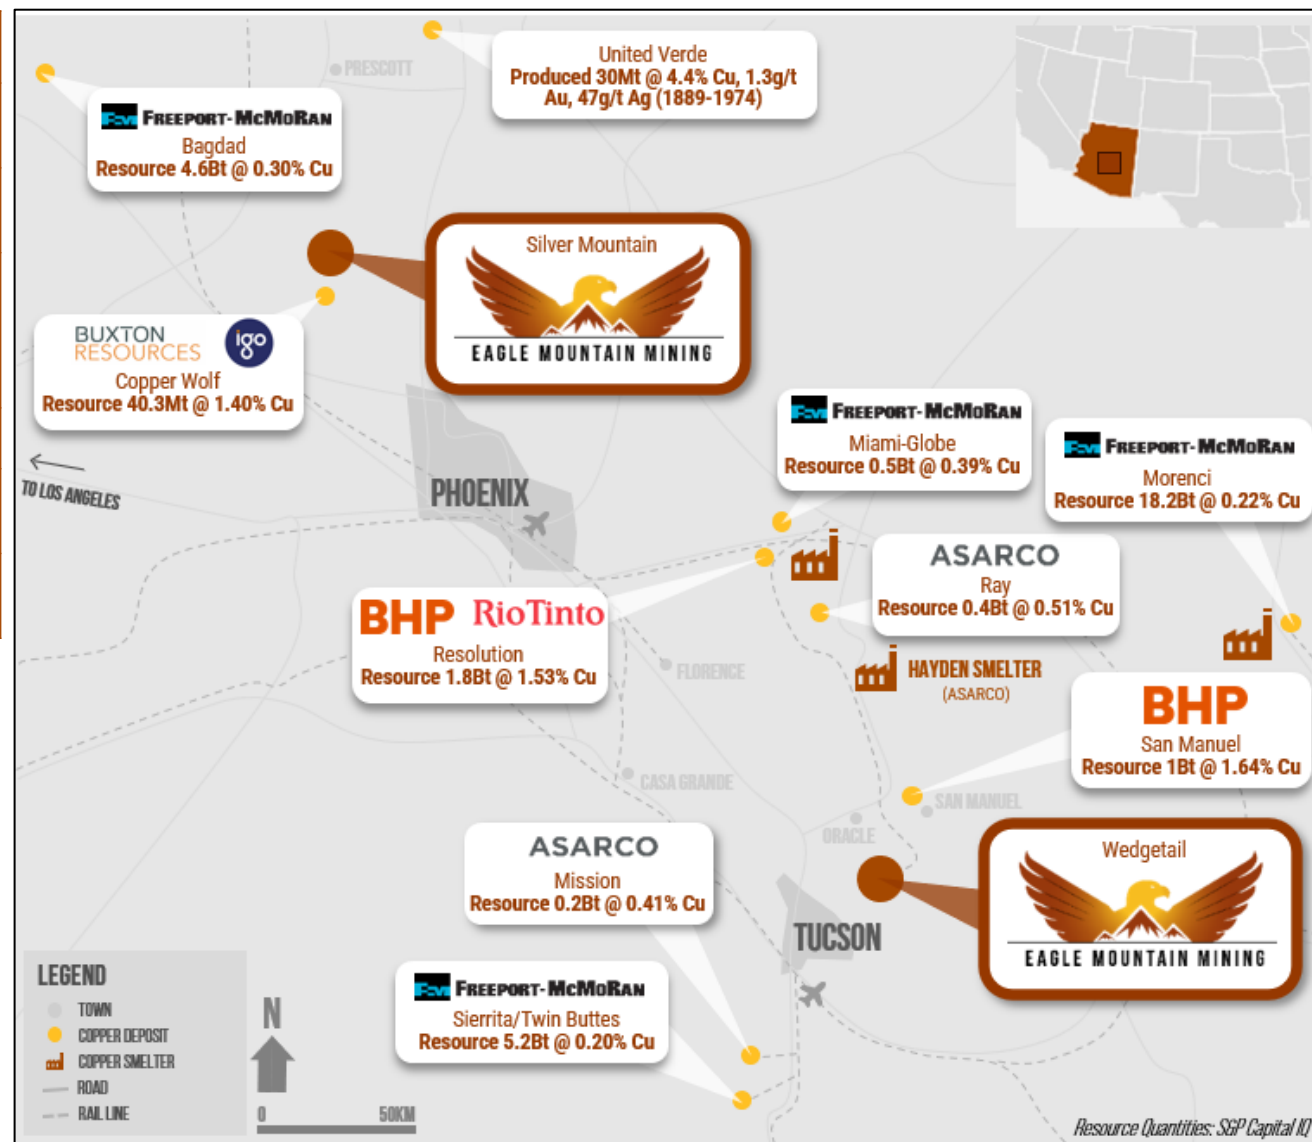 PRESCOTT
United Verde
Produced 30Mt @ 4.4% Cu, 1.3g/t
Au, 47g/t Ag (1889-1974)
FCX FREEPORT-McMoRAN
Bagdad
Resource 4.6Bt @ 0.30% Cu
Silver Mountain
EAGLE MOUNTAIN MINING
BUXTON
RESOURCES
igo
Copper Wolf
Resource 40.3Mt @ 1.40% Cu
TO LOS ANGELES
PHOENIX
FREEPORT-McMoRAN
Miami-Globe
Resource 0.5Bt @ 0.39% Cu
FREEPORT-McMoRAN
Morenci
Resource 18.2Bt @ 0.22% Cu
ASARCO
Ray
Resource 0.4Bt @ 0.51% Cu
BHP RioTinto
Resolution
Resource 1.8Bt @ 1.53% Cu
FLORENCE
HAYDEN SMELTER
(ASARCO)
BHP
San Manuel
Resource 1Bt @ 1.64% Cu
CASA GRANDE
SAN MANUEL
ORACLE
ASARCO
Mission
Resource 0.2Bt @ 0.41% Cu
Wedgetail
EAGLE MOUNTAIN MINING
TUCSON
FREEPORT-McMoRAN
Sierrita/Twin Buttes
Resource 5.2Bt @ 0.20% Cu
LEGEND
TOWN
COPPER DEPOSIT
COPPER SMELTER
ROAD
RAIL LINE
N
0 50KM
Resource Quantities: S&P Capital IQ